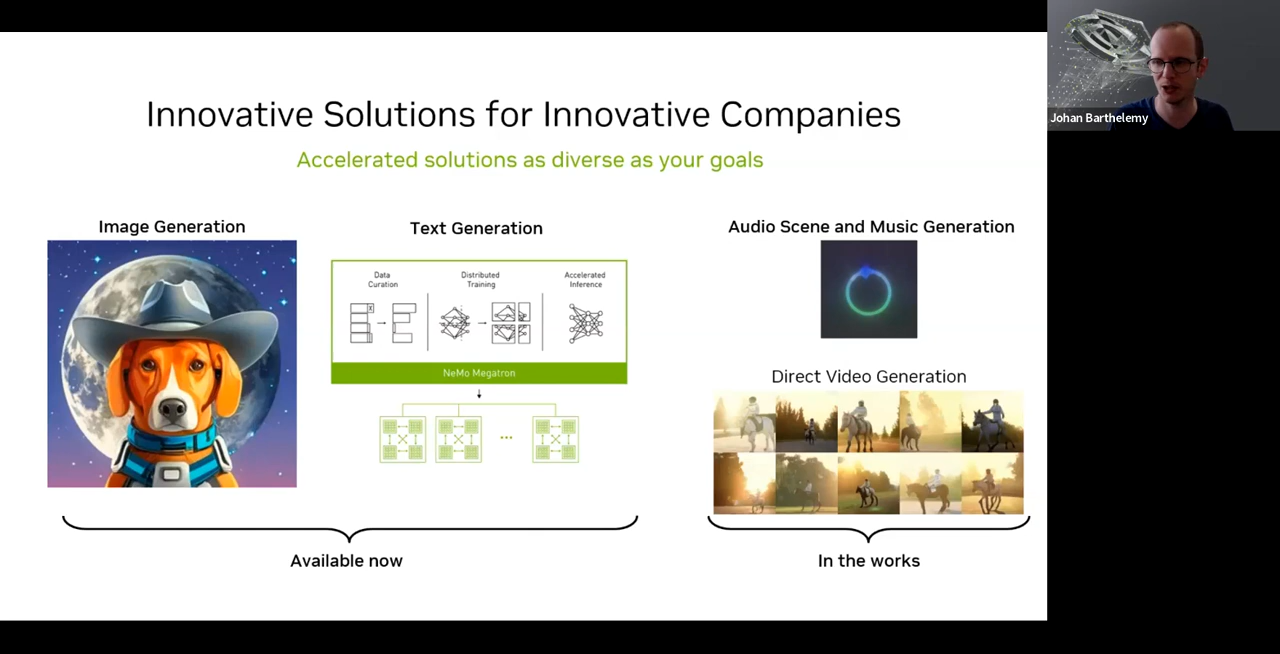 Innovative Solutions for Innovative Companies
Accelerated solutions as diverse as your goals
Image Generation
Text Generation
Data
Curation
Distributed
Training
Accelerated
Inference
NeMo Megatron
Available now
Audio Scene and Music Generation
Direct Video Generation
In the works
Johan Barthelemy